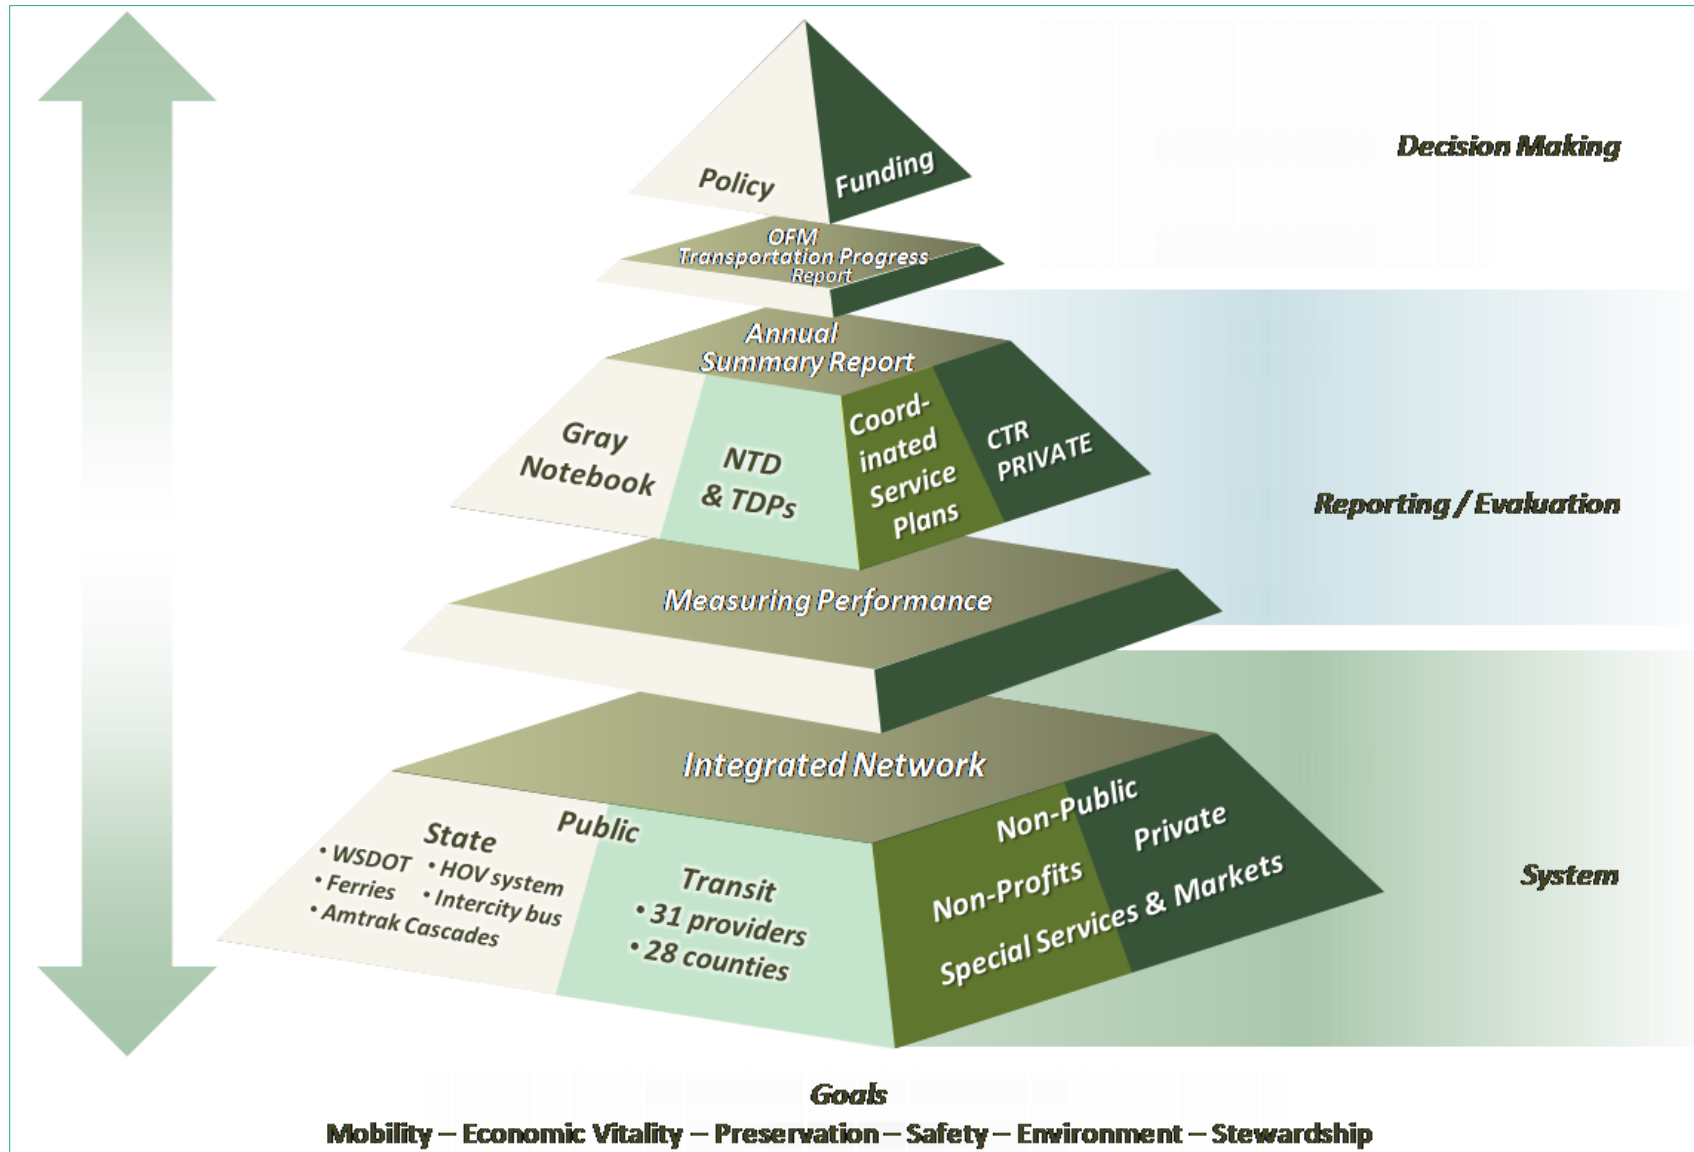 Decision Making
Policy
Funding
OFM
Transportation Progress
Report
Annual
Summary Report
Gray
Notebook
NTD
& TDPs
Coord-
inated
Service
Plans
CTR
PRIVATE
Reporting / Evaluation
Measuring Performance
Integrated Network
Public
State
• WSDOT
• HOV system
• Ferries
• Intercity bus
• Amtrak Cascades
Transit
• 31 providers
• 28 counties
Non-Public
Private
Non-Profits
Special Services & Markets
System
Goals
Mobility – Economic Vitality – Preservation – Safety – Environment – Stewardship